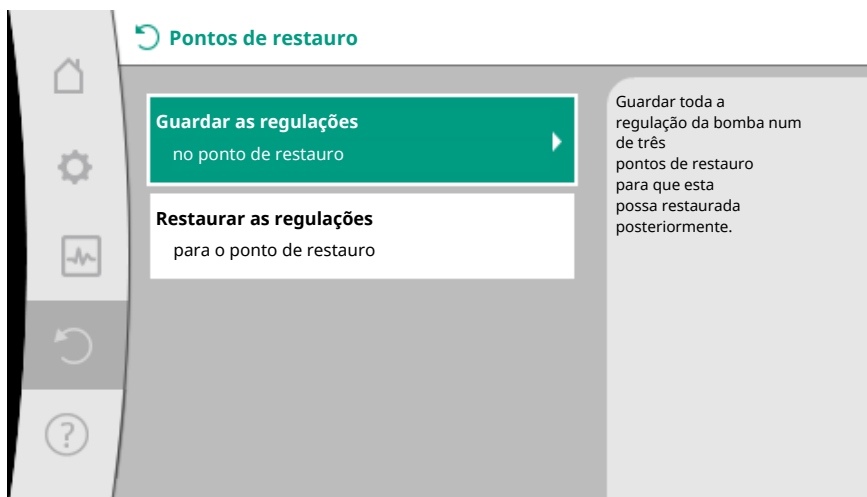 Pontos de restauro
Guardar as regulações
no ponto de restauro
Restaurar as regulações
para o ponto de restauro
Guardar toda a
regulação da bomba num
de três
pontos de restauro
para que esta
possa restaurada
posteriormente.
?